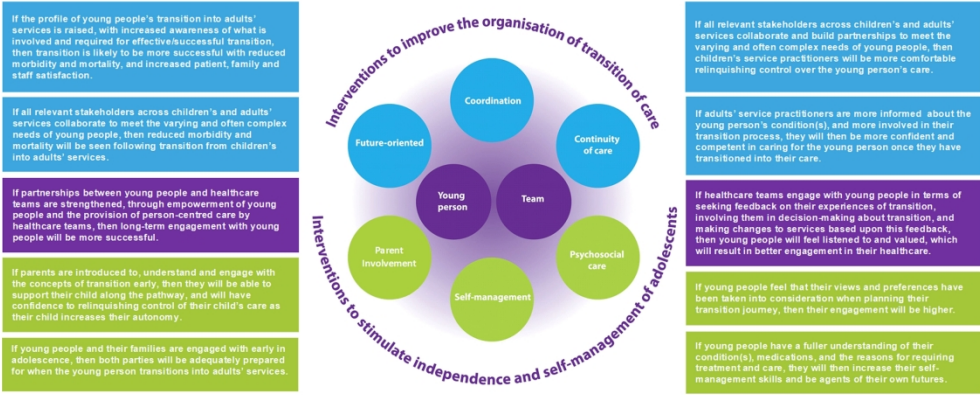 If the profile of young people's transition into adults'
services is raised, with increased awareness of what is
involved and required for effective/successful transition,
then transition is likely to be more successful with reduced
morbidity and mortality, and increased patient, family and
staff satisfaction.
If all relevant stakeholders across children's and adults'
services collaborate to meet the varying and often complex
needs of young people, then reduced morbidity and
mortality will be seen following transition from children's
into adults' services.
If partnerships between young people and healthcare
teams are strengthened, through empowerment of young
people and the provision of person-centred care by
healthcare teams, then long-term engagement with young
people will be more successful.
If parents are introduced to, understand and engage with
the concepts of transition early, then they will be able to
support their child along the pathway, and will have
confidence to relinquishing control of their child's care as
their child increases their autonomy.
If young people and their families are engaged with early in
adolescence, then both parties will be adequately prepared
for when the young person transitions into adults' services.
Interventions to improve the organisation of transition of care
Coordination
Future-oriented
Continuity
of care
Young
person
Team
Parent
Involvement
Psychosocial
care
Self-management
Interventions to stimulate independence and self-management of adolescents
If all relevant stakeholders across children's and adults'
services collaborate and build partnerships to meet the
varying and often complex needs of young people, then
children's service practitioners will be more comfortable
relinquishing control over the young person's care.
If adults' service practitioners are more informed about the
young person's condition(s), and more involved in their
transition process, they will then be more confident and
competent in caring for the young person once they have
transitioned into their care.
If healthcare teams engage with young people in terms of
seeking feedback on their experiences of transition,
involving them in decision-making about transition, and
making changes to services based upon this feedback,
then young people will feel listened to and valued, which
will result in better engagement in their healthcare.
If young people feel that their views and preferences have
been taken into consideration when planning their
transition journey, then their engagement will be higher.
If young people have a fuller understanding of their
condition(s), medications, and the reasons for requiring
treatment and care, they will then increase their self-
management skills and be agents of their own futures.